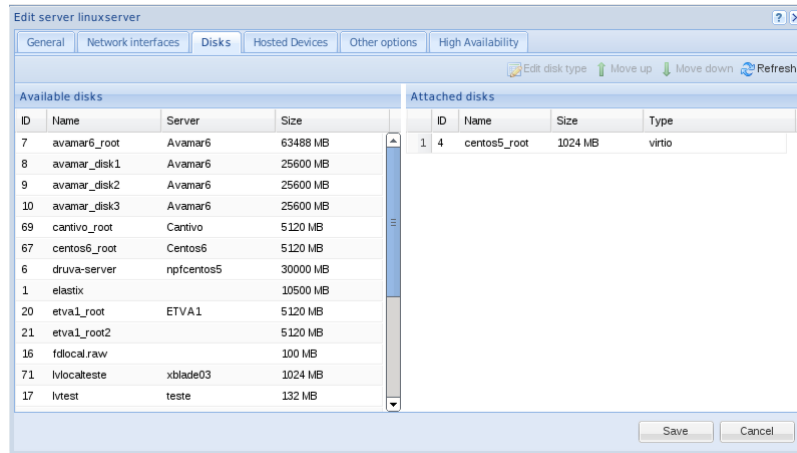 Edit server linuxserver
General Network interfaces Disks Hosted Devices Other options High Availability
Edit disk type Move up Move down Refresh
Available disks
ID Name Server Size
7 avamar6_root Avamar6 63488 MB
8 avamar_disk1 Avamar6 25600 MB
9 avamar_disk2 Avamar6 25600 MB
10 avamar_disk3 Avamar6 25600 MB
69 cantivo_root Cantivo 5120 MB
67 centos6_root Centos6 5120 MB
6 druva-server npfcentos5 30000 MB
1 elastix 10500 MB
20 etva1_root ETVA1 5120 MB
21 etva1_root2 5120 MB
16 fdlocal.raw 100 MB
71 lvlocalteste xblade03 1024 MB
17 lvtest teste 132 MB
Attached disks
ID Name Size Type
1 4 centos5_root 1024 MB virtio
Save Cancel